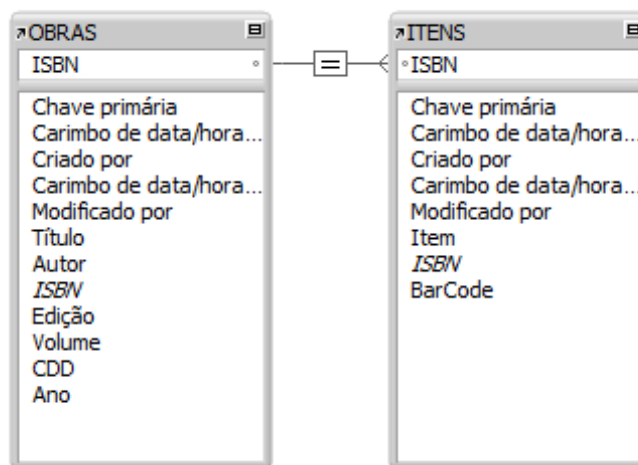 OBRAS
ISBN
Chave primária
Carimbo de data/hora...
Criado por
Carimbo de data/hora...
Modificado por
Título
Autor
ISBN
Edição
Volume
CDD
Ano
=
ITENS
ISBN
Chave primária
Carimbo de data/hora...
Criado por
Carimbo de data/hora...
Modificado por
Item
ISBN
BarCode